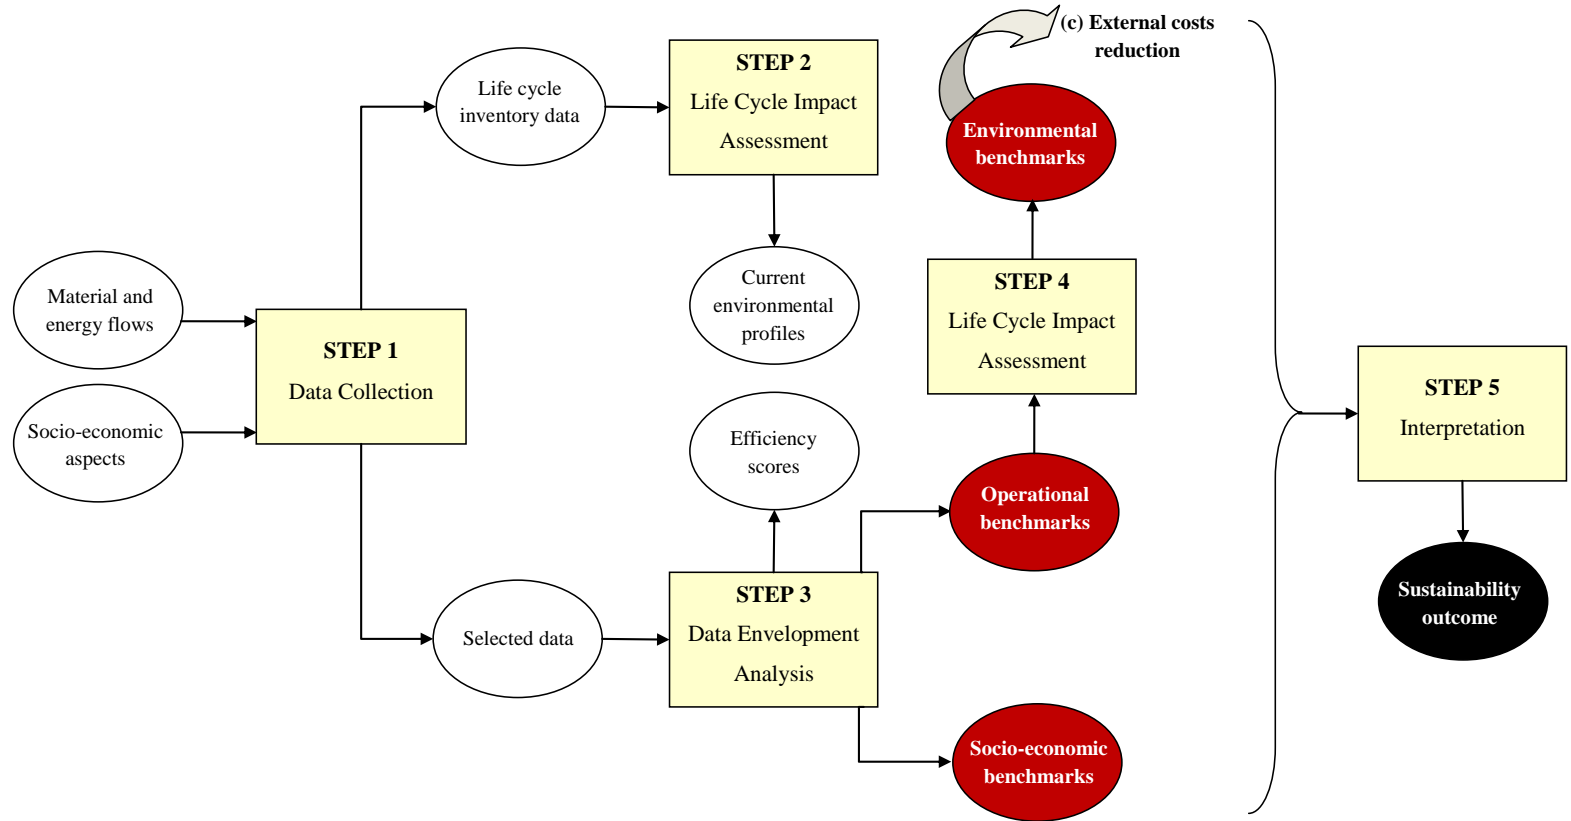 Material and
energy flows
Socio-economic
aspects
STEP 1
Data Collection
Life cycle
inventory data
STEP 2
Life Cycle Impact
Assessment
Current
environmental
profiles
Efficiency
scores
Selected data
STEP 3
Data Envelopment
Analysis
(c) External costs
reduction
Environmental
benchmarks
STEP 4
Life Cycle Impact
Assessment
Operational
benchmarks
Socio-economic
benchmarks
STEP 5
Interpretation
Sustainability
outcome